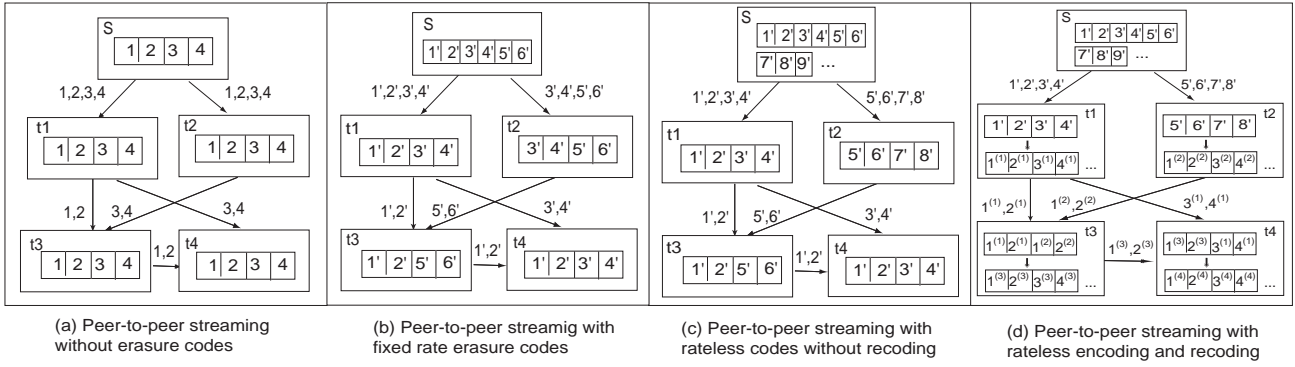 S
1 2 3 4
1,2,3,4 1,2,3,4
t1 t2
1 2 3 4 1 2 3 4
1,2 3,4 3,4
t3 1,2 t4
1 2 3 4 1 2 3 4
(a) Peer-to-peer streaming
without erasure codes
S
1' 2' 3' 4' 5' 6'
1',2',3',4' 3',4',5',6'
t1 t2
1' 2' 3' 4' 3' 4' 5' 6'
1',2' 5',6' 3',4'
t3 1',2' t4
1' 2' 5' 6' 1' 2' 3' 4'
(b) Peer-to-peer streamig with
fixed rate erasure codes
S
1' 2' 3' 4' 5' 6'
7' 8' 9' ...
1',2',3',4' 5',6',7',8'
t1 t2
1' 2' 3' 4' 5' 6' 7' 8'
1',2' 5',6' 3',4'
t3 1',2' t4
1' 2' 5' 6' 1' 2' 3' 4'
(c) Peer-to-peer streaming with
rateless codes without recoding
S
1' 2' 3' 4' 5' 6'
7' 8' 9' ...
1',2',3',4' 5',6',7',8'
t1 t2
1' 2' 3' 4' 5' 6' 7' 8'
1(1) 2(1) 3(1) 4(1) ... 1(2) 2(2) 3(2) 4(2) ...
1(1),2(1) 1(2),2(2) 3(1),4(1)
t3 t4
1(1) 2(1) 1(2) 2(2) 1(3),2(3) 1(3) 2(3) 3(1) 4(1)
1(3) 2(3) 3(3) 4(3) ... 1(4) 2(4) 3(4) 4(4) ...
(d) Peer-to-peer streaming with
rateless encoding and recoding